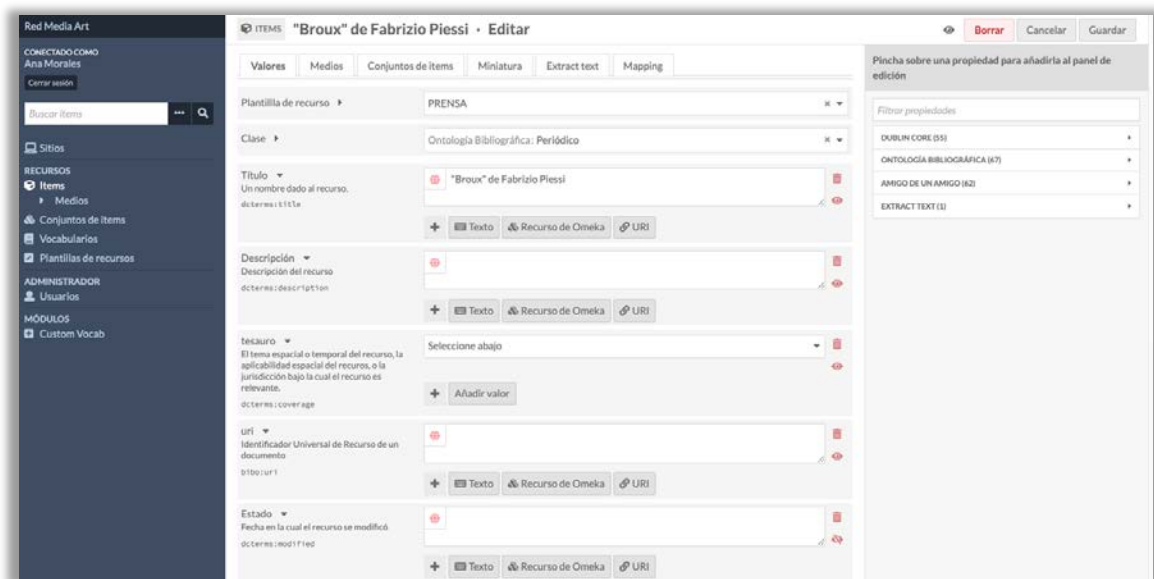 Red Media Art
CONECTADO COMO
Ana Morales
Cerrar sesión
Buscar ítems
Sitios
RECURSOS
Items
Medios
Conjuntos de ítems
Vocabularios
Plantillas de recursos
ADMINISTRADOR
Usuarios
MÓDULOS
Custom Vocab
ITEMS "Broux" de Fabrizio Piessi · Editar
Borrar Cancelar Guardar
Valores Medios Conjuntos de ítems Miniatura Extract text Mapping
Plantilla de recurso PRENSA
Clase Ontología Bibliográfica: Periódico
Título
Un nombre dado al recurso.
dcterms:title
"Broux" de Fabrizio Piessi
+ Texto Recurso de Omeka URI
Descripción
Descripción del recurso
dcterms:description
+ Texto Recurso de Omeka URI
tesauro
El tema espacial o temporal del recurso, la
aplicabilidad espacial del recuros, o la
jurisdicción bajo la cual el recurso es
relevante.
dcterms:coverage
Seleccione abajo
+ Añadir valor
uri
Identificador Universal de Recurso de un
documento
bibo:uri
+ Texto Recurso de Omeka URI
Estado
Fecha en la cual el recurso se modificó
dcterms:modified
+ Texto Recurso de Omeka URI
Pincha sobre una propiedad para añadirla al panel de
edición
Filtrar propiedades
DUBLIN CORE (55)
ONTOLOGÍA BIBLIOGRÁFICA (67)
AMIGO DE UN AMIGO (62)
EXTRACT TEXT (1)